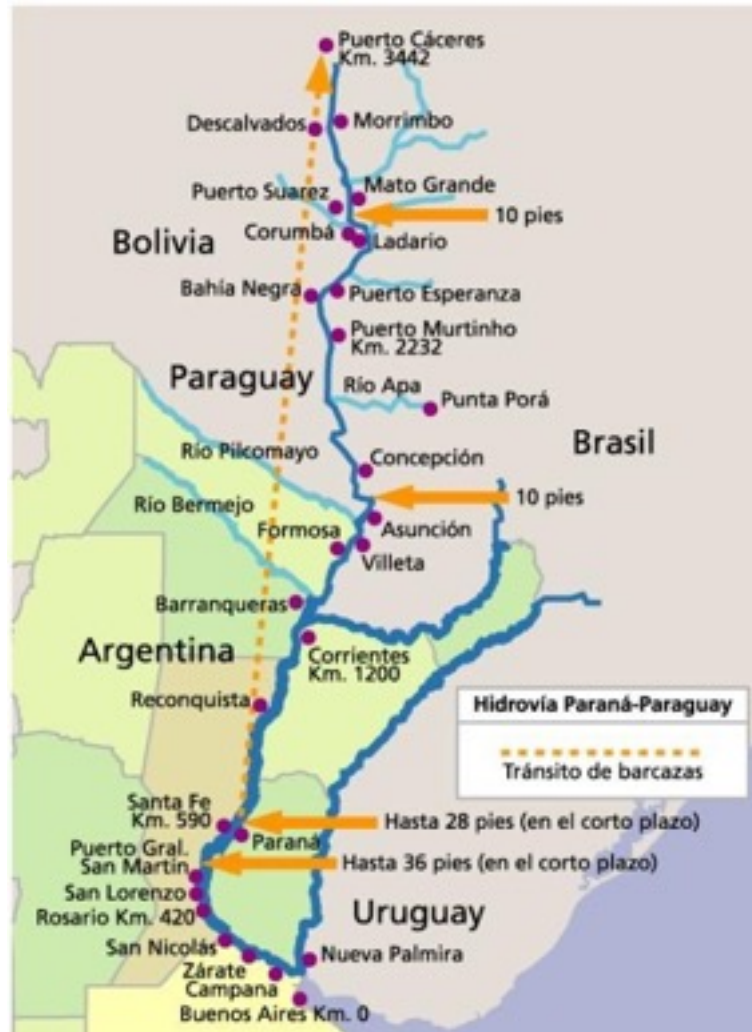 Puerto Cáceres
Km. 3442
Descalvados
Morrimbo
Puerto Suarez
Mato Grande
10 pies
Bolivia
Corumbá
Ladario
Bahía Negra
Puerto Esperanza
Puerto Murtinho
Km. 2232
Paraguay
Río Apa
Punta Porá
Brasil
Río Pilcomayo
Concepción
Río Bermejo
10 pies
Formosa
Asunción
Villeta
Barranqueras
Argentina
Corrientes
Km. 1200
Reconquista
Hidrovía Paraná-Paraguay
Tránsito de barcazas
Santa Fe
Km. 590
Hasta 28 pies (en el corto plazo)
Paraná
Puerto Gral.
San Martín
Hasta 36 pies (en el corto plazo)
San Lorenzo
Rosario Km. 420
Uruguay
San Nicolás
Nueva Palmira
Zárate
Campana
Buenos Aires Km. 0